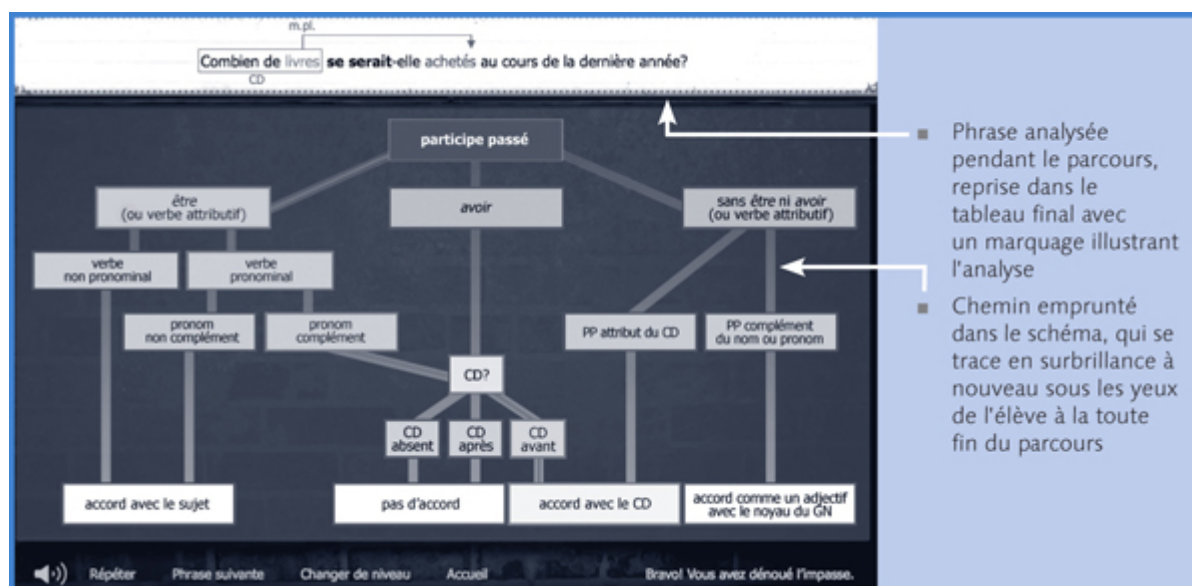 m.pl.
Combien de livres se serait-elle achetés au cours de la dernière année?
CD
participe passé
être
(ou verbe attributif)
avoir
sans être ni avoir
(ou verbe attributif)
verbe
non pronominal
verbe
pronominal
pronom
non complément
pronom
complément
PP attribut du CD
PP complément
du nom ou pronom
CD?
CD
absent
CD
après
CD
avant
accord avec le sujet
pas d'accord
accord avec le CD
accord comme un adjectif
avec le noyau du GN
Répéter
Phrase suivante
Changer de niveau
Accueil
Bravo! Vous avez dénoué l'impasse.
Phrase analysée
pendant le parcours,
reprise dans le
tableau final avec
un marquage illustrant
l'analyse
Chemin emprunté
dans le schéma, qui se
trace en surbrillance à
nouveau sous les yeux
de l'élève à la toute
fin du parcours